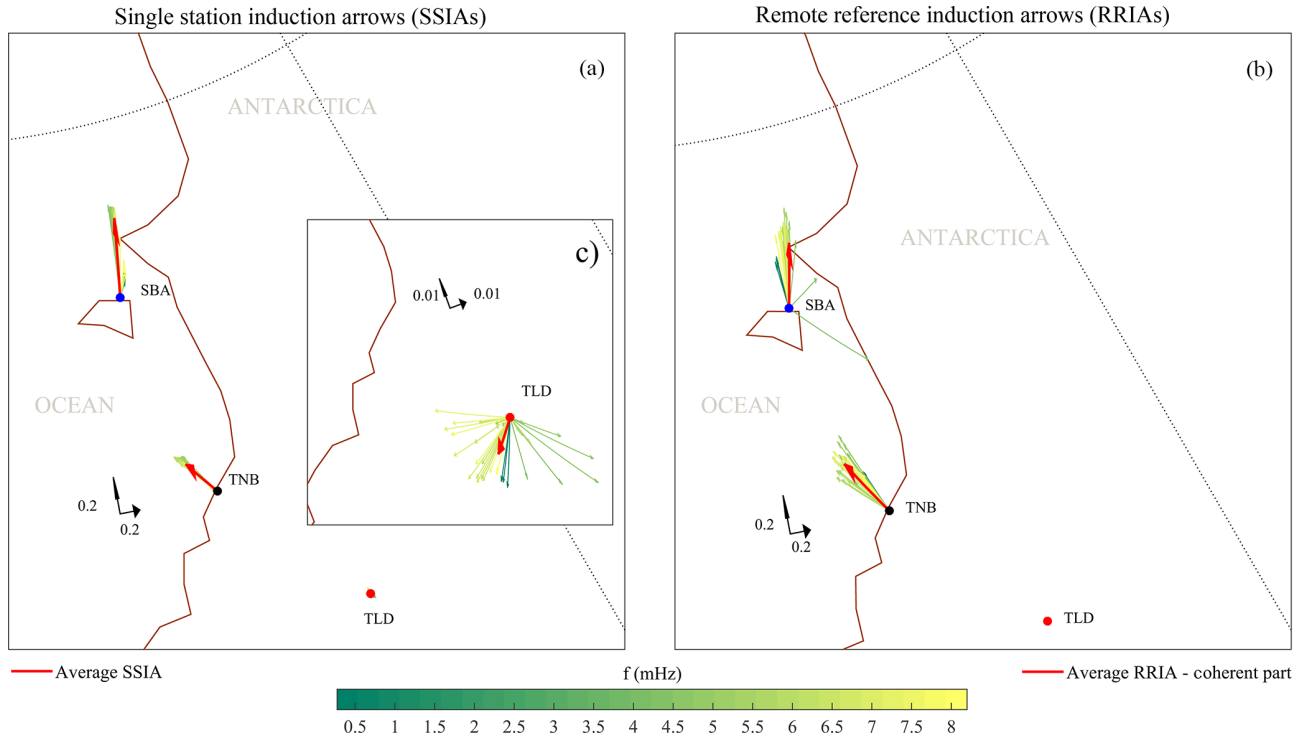 Single station induction arrows (SSIAs)
Remote reference induction arrows (RRIAs)
(a)
ANTARCTICA
SBA
OCEAN
TNB
0.2
0.2
TLD
c)
0.01
0.01
TLD
(b)
ANTARCTICA
SBA
OCEAN
TNB
0.2
0.2
TLD
Average SSIA
f (mHz)
Average RRIA - coherent part
0.5 1 1.5 2 2.5 3 3.5 4 4.5 5 5.5 6 6.5 7 7.5 8